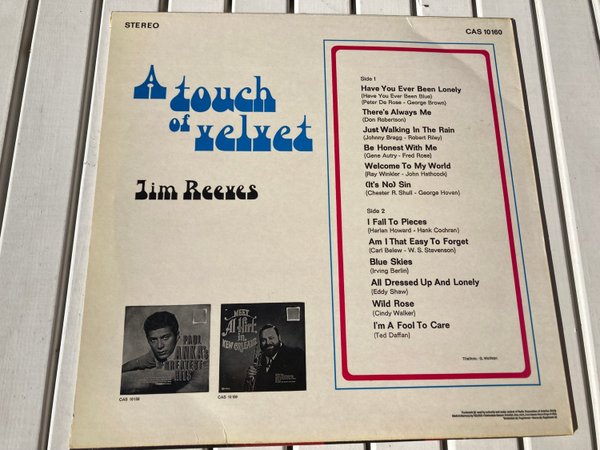 STEREO
CAS 10160
A touch
of velvet
Jim Reeves
Side 1
Have You Ever Been Lonely
(Have You Ever Been Blue)
(Peter De Rose - George Brown)
There's Always Me
(Don Robertson)
Just Walking In The Rain
(Johnny Bragg - Robert Riley)
Be Honest With Me
(Gene Autry - Fred Rose)
Welcome To My World
(Ray Winkler - John Hathcock)
(It's No) Sin
(Chester R. Shull - George Hoven)
Side 2
I Fall To Pieces
(Harlan Howard - Hank Cochran)
Am I That Easy To Forget
(Carl Belew - W. S. Stevenson)
Blue Skies
(Irving Berlin)
All Dressed Up And Lonely
(Eddy Shaw)
Wild Rose
(Cindy Walker)
I'm A Fool To Care
(Ted Daffan)
PAUL
ANKA's
GREATEST
HITS
MEET
Al Hirt
in
NEW ORLEANS